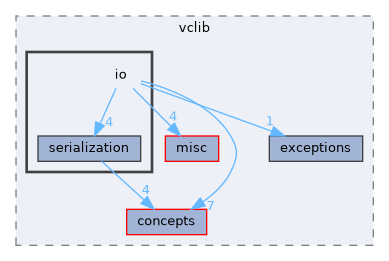 vclib
io
4
4
1
serialization
misc
exceptions
4
7
concepts